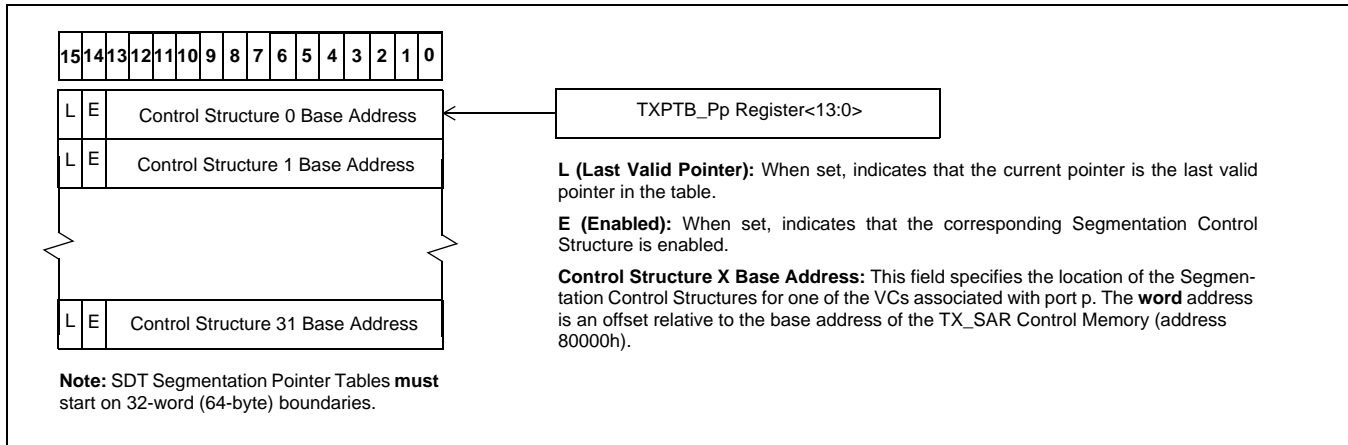 15 14 13 12 11 10 9 8 7 6 5 4 3 2 1 0
L E Control Structure 0 Base Address
TXPTB_Pp Register<13:0>
L E Control Structure 1 Base Address
L (Last Valid Pointer): When set, indicates that the current pointer is the last valid
pointer in the table.
E (Enabled): When set, indicates that the corresponding Segmentation Control
Structure is enabled.
Control Structure X Base Address: This field specifies the location of the Segmen-
tation Control Structures for one of the VCs associated with port p. The word address
is an offset relative to the base address of the TX_SAR Control Memory (address
80000h).
L E Control Structure 31 Base Address
Note: SDT Segmentation Pointer Tables must
start on 32-word (64-byte) boundaries.